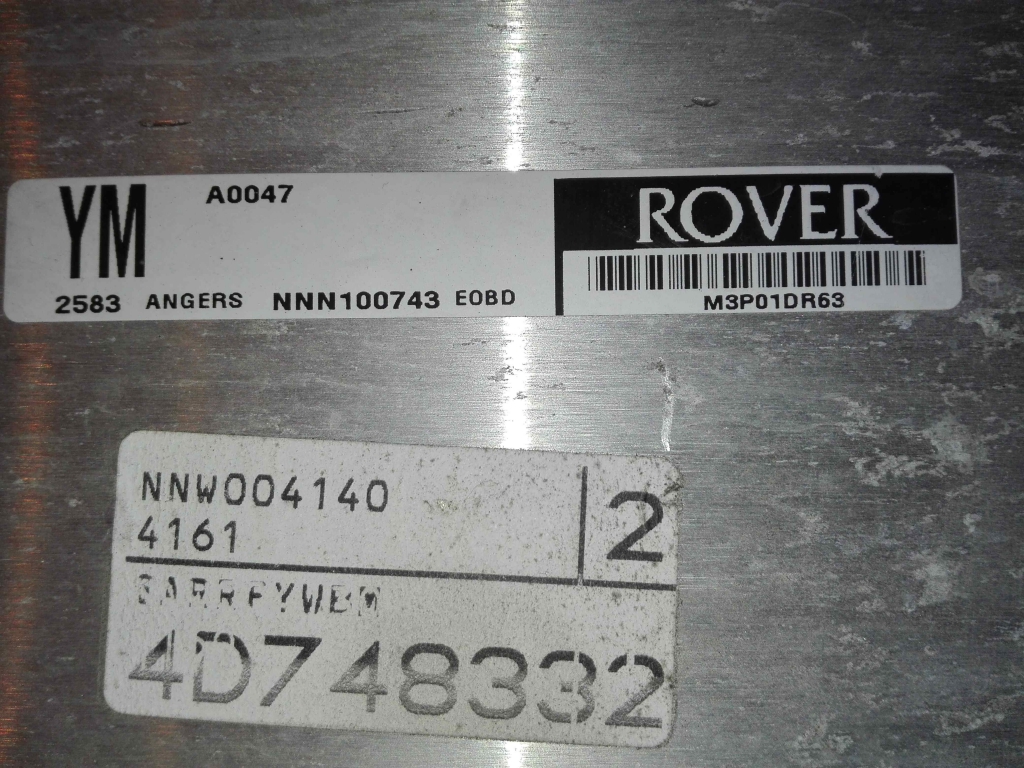 YM A0047
2583 ANGERS NNN100743 EOBD
ROVER
M3P01DR63
NNW004140
4161
2
4D748332